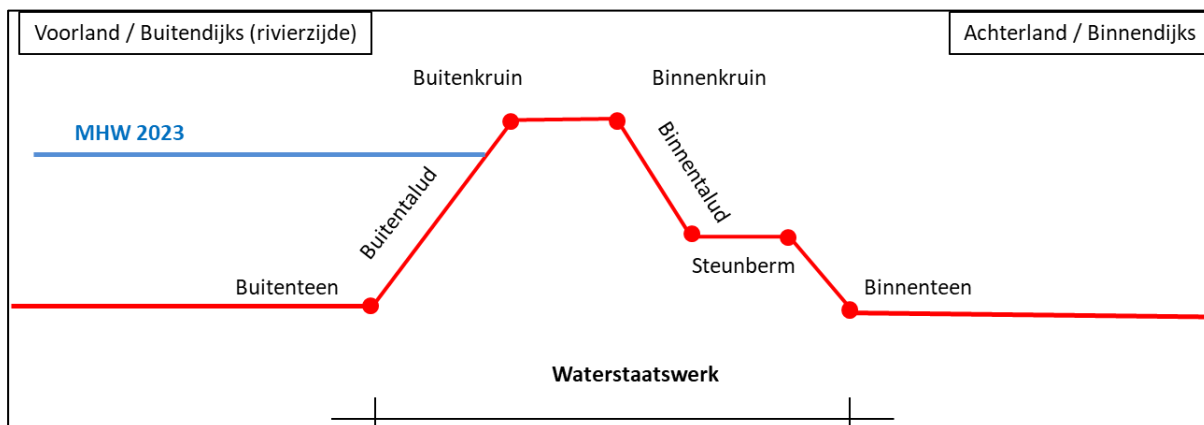 Voorland / Buitendijks (rivierzijde)
Achterland / Binnendijks
Buitenkruin
Binnenkruin
MHW 2023
Buitentalud
Binnentalud
Steunberm
Buitenteen
Binnenteen
Waterstaatswerk